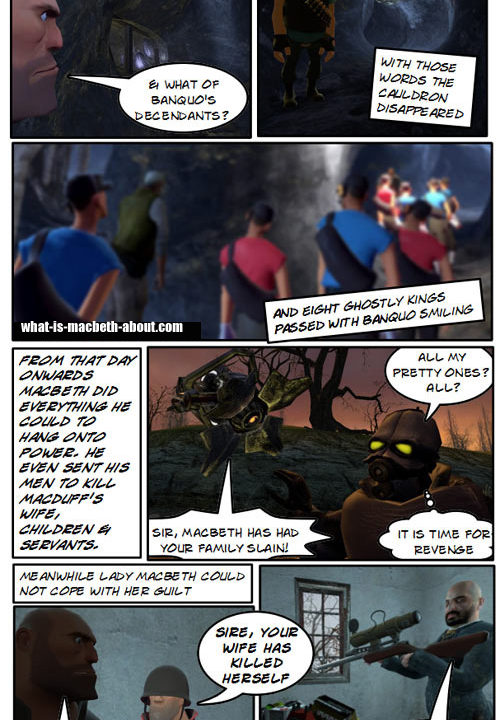 & WHAT OF
BANQUO'S
DECENDANTS?
WITH THOSE
WORDS THE
CAULDRON
DISAPPEARED
AND EIGHT GHOSTLY KINGS
PASSED WITH BANQUO SMILING
what-is-macbeth-about.com
FROM THAT DAY
ONWARDS
MACBETH DID
EVERYTHING HE
COULD TO
HANG ONTO
POWER. HE
EVEN SENT HIS
MEN TO KILL
MACDUFF'S
WIFE,
CHILDREN &
SERVANTS.
SIR, MACBETH HAS HAD
YOUR FAMILY SLAIN!
ALL MY
PRETTY ONES?
ALL?
IT IS TIME FOR
REVENGE
MEANWHILE LADY MACBETH COULD
NOT COPE WITH HER GUILT
SIRE, YOUR
WIFE HAS
KILLED
HERSELF